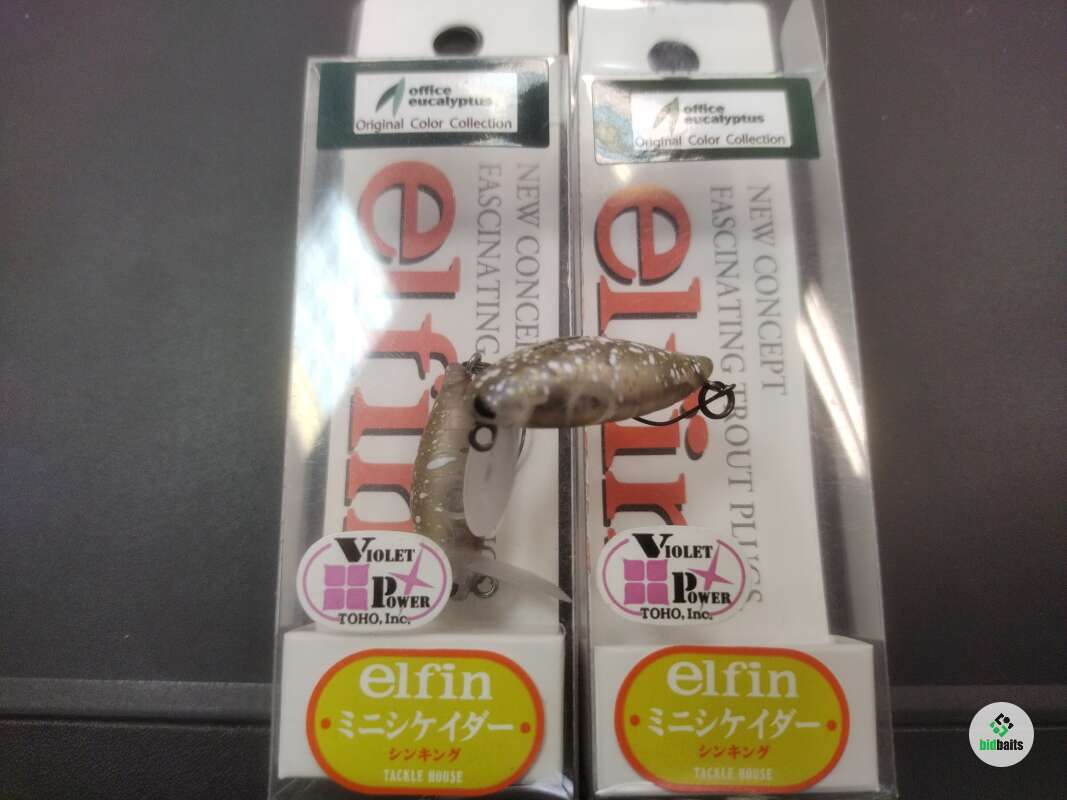 office
eucalyptus
Original Color Collection
elfin
NEW CONCE
FASCINATING
VIOLET
POWER
TOHO, Inc.
elfin
ミニシケイダー
シンキング
TACKLE HOUSE
office
eucalyptus
Original Color Collection
elfin
NEW CONCEPT
FASCINATING TROUT PLUGS
VIOLET
POWER
TOHO, Inc.
elfin
ミニシケイダー
シンキング
TACKLE HOUSE
bidbaits